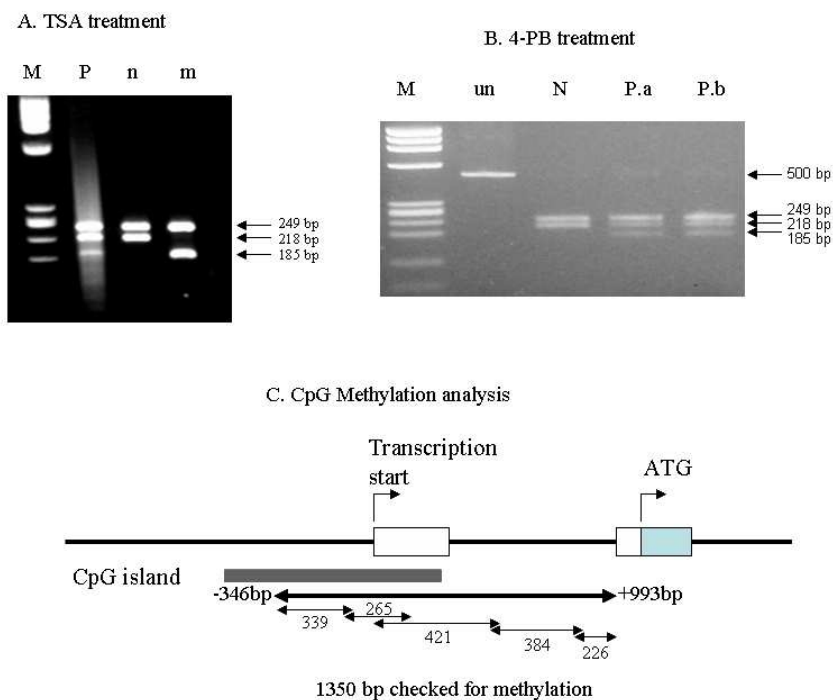 A. TSA treatment
M P n m
249 bp
218 bp
185 bp
B. 4-PB treatment
M un N P.a P.b
500 bp
249 bp
218 bp
185 bp
C. CpG Methylation analysis
Transcription
start
ATG
CpG island
-346bp
+993bp
339
265
421
384
226
1350 bp checked for methylation